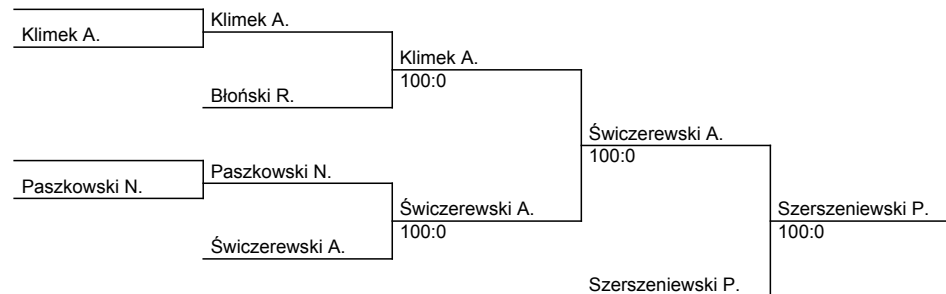 Klimek A.
Klimek A.
Klimek A.
100:0
Błoński R.
Świczerewski A.
100:0
Paszkowski N.
Paszkowski N.
Świczerewski A.
100:0
Szerszeniewski P.
100:0
Świczerewski A.
Szerszeniewski P.